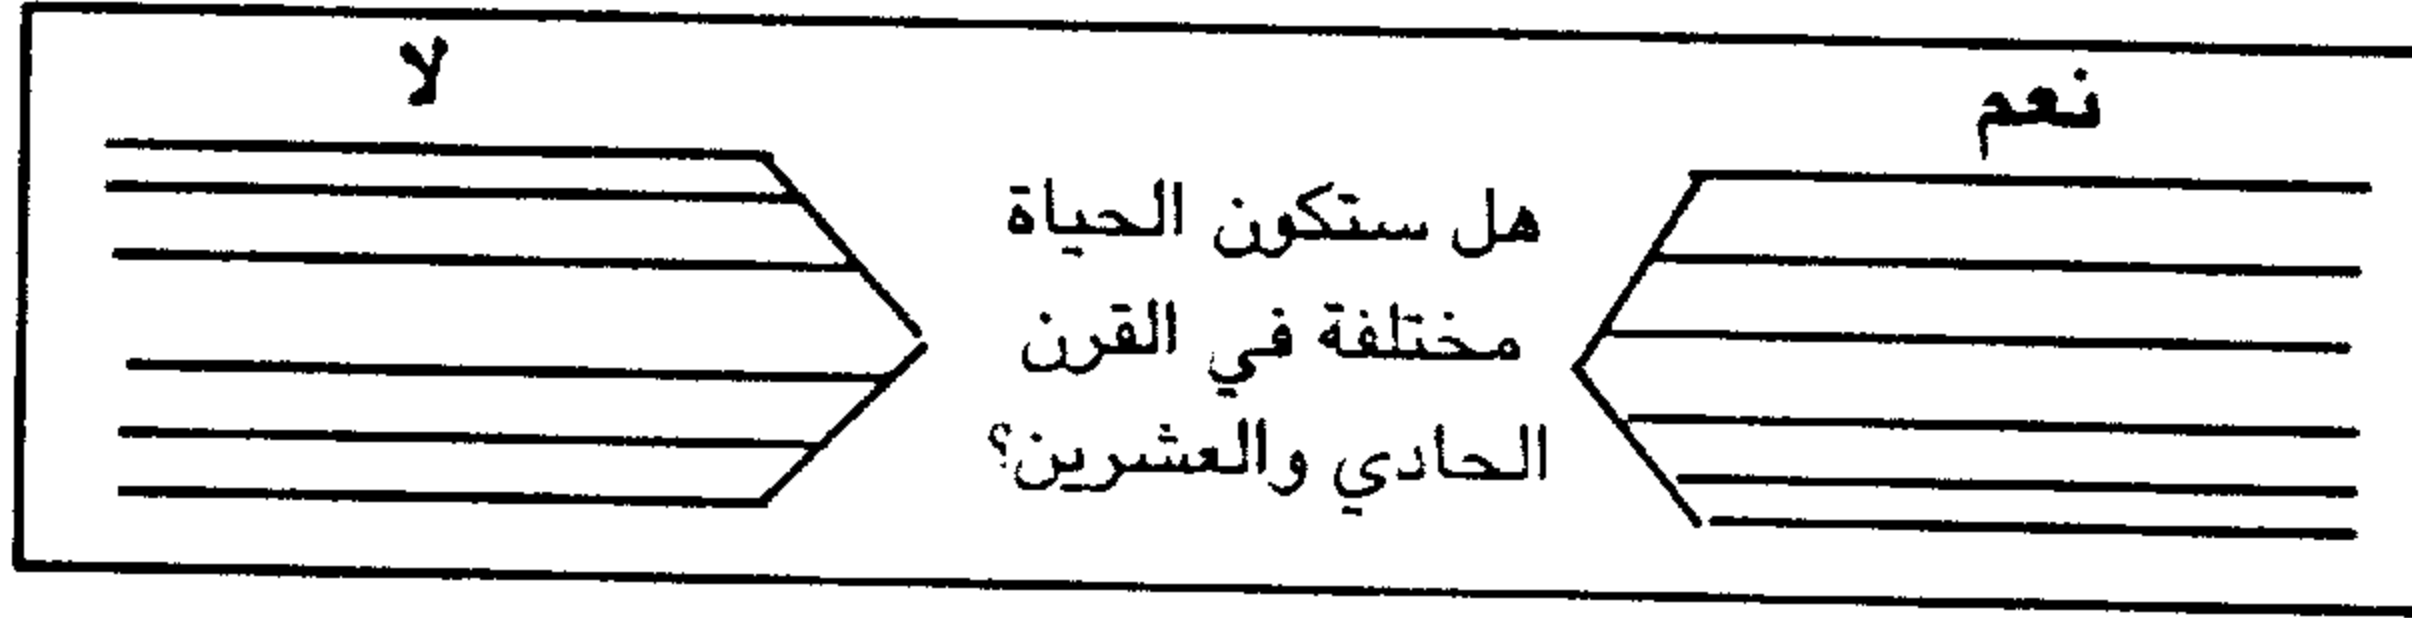 نعم
لا
هل ستكون الحياة
مختلفة في القرن
الحادي والعشرين؟